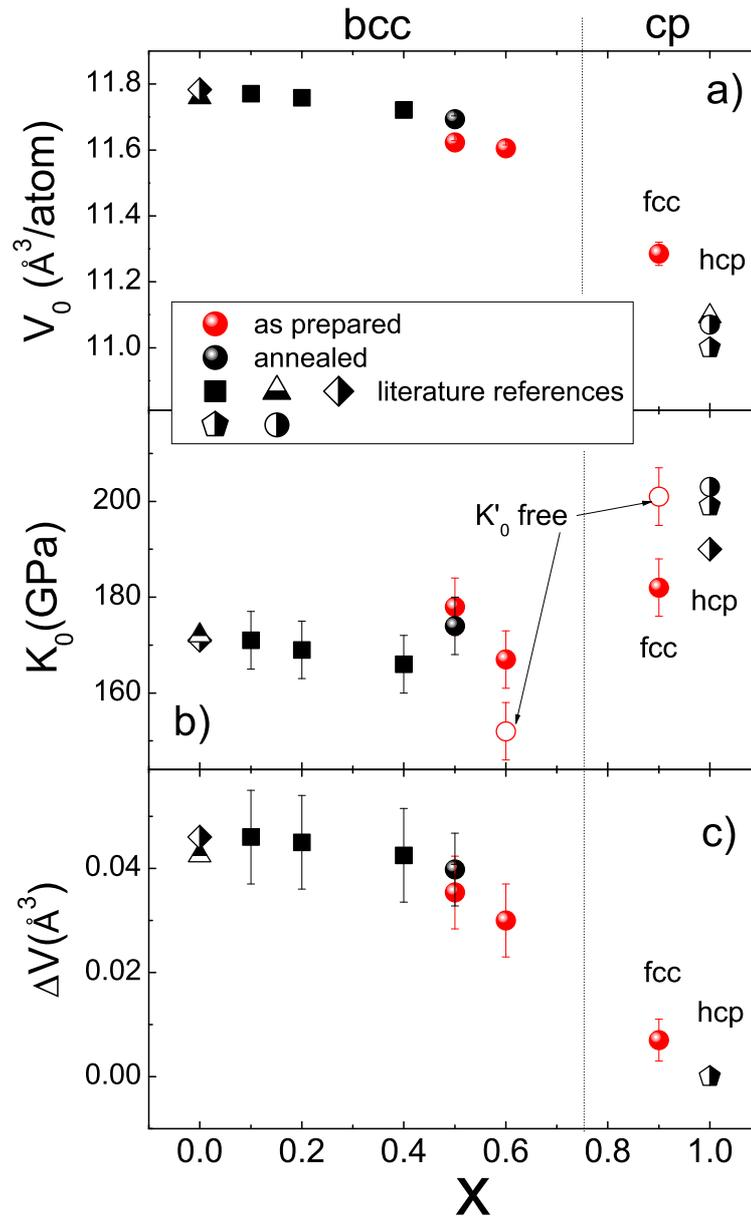 bcc cp
a)
11.8
11.6
11.4
11.2
11.0
V₀ (Å³/atom)
fcc
hcp
as prepared
annealed
literature references
200
180
160
K₀(GPa)
K'₀ free
hcp
fcc
b)
c)
0.04
0.02
0.00
ΔV(Å³)
fcc
hcp
0.0 0.2 0.4 0.6 0.8 1.0
X